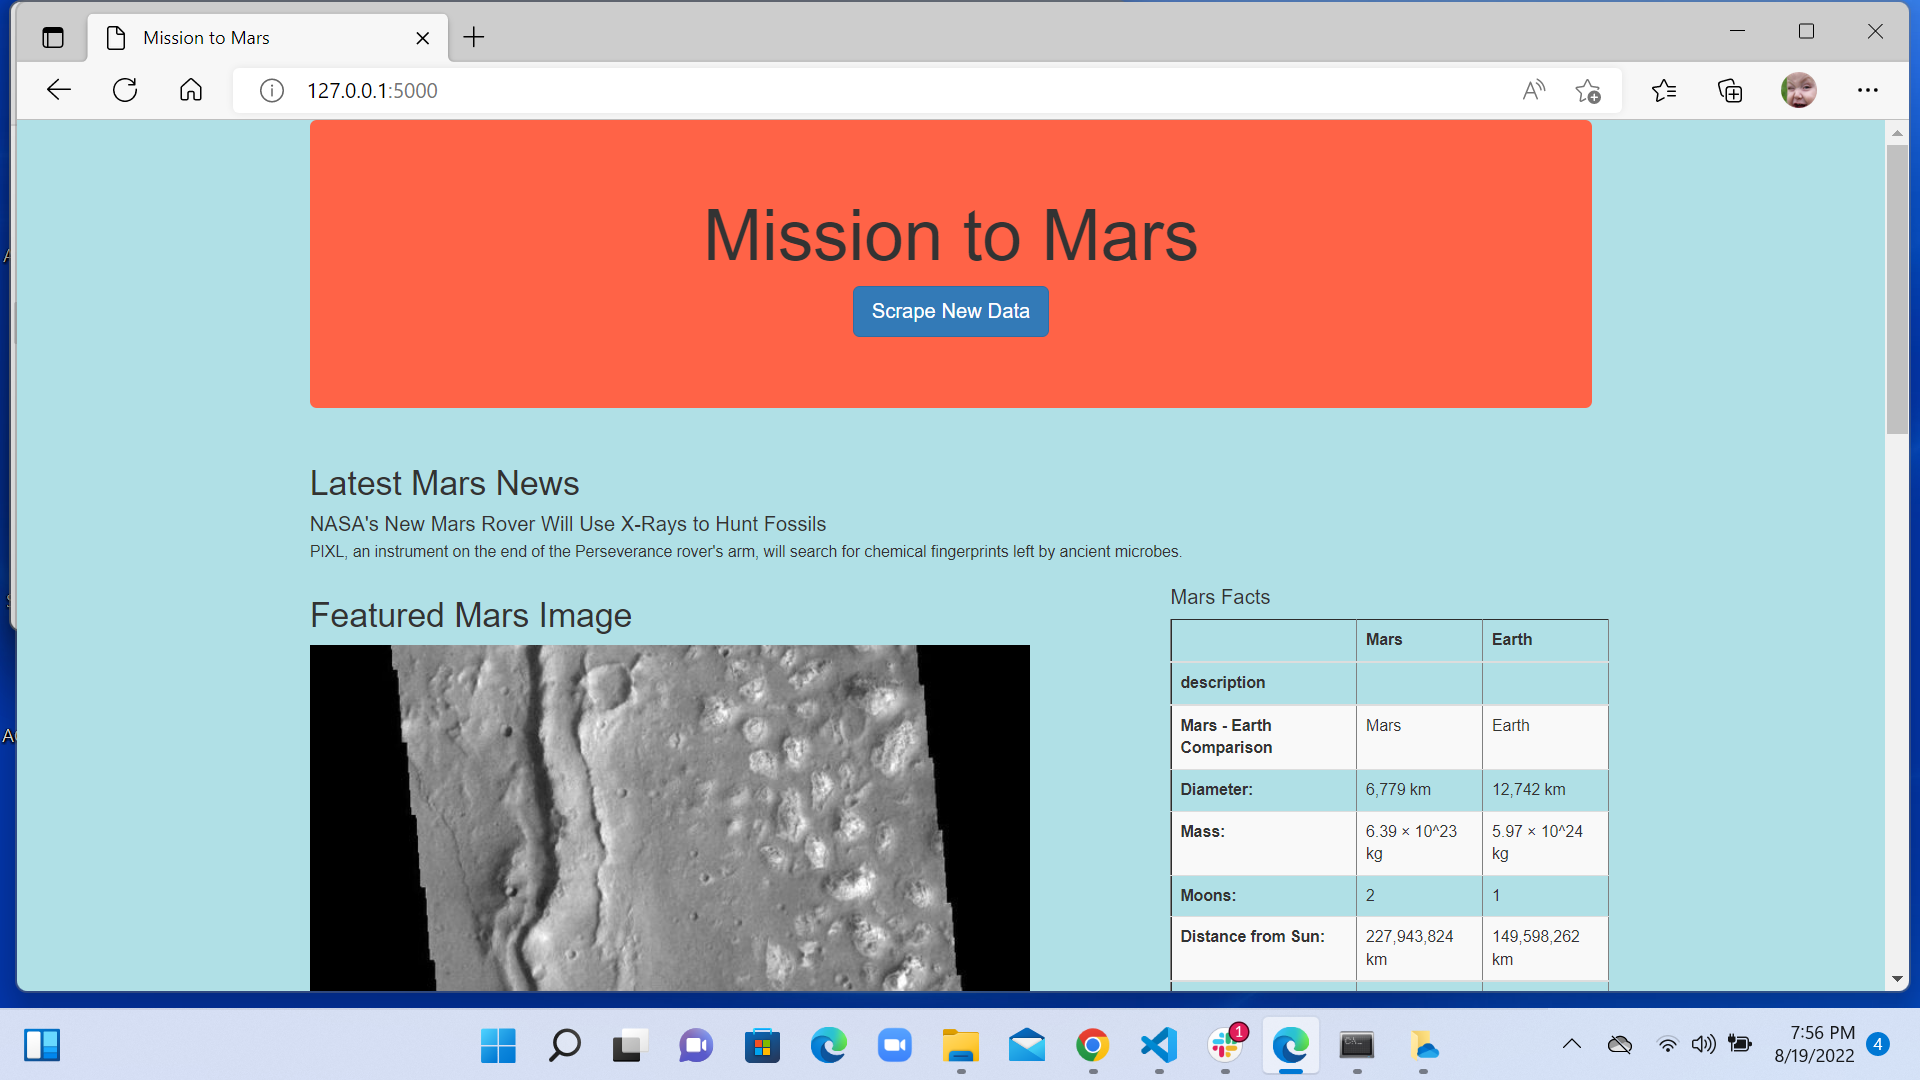 Mission to Mars
127.0.0.1:5000
Mission to Mars
Scrape New Data
Latest Mars News
NASA's New Mars Rover Will Use X-Rays to Hunt Fossils
PIXL, an instrument on the end of the Perseverance rover's arm, will search for chemical fingerprints left by ancient microbes.
Featured Mars Image
Mars Facts
Mars Earth
description
Mars - Earth Comparison Mars Earth
Diameter: 6,779 km 12,742 km
Mass: 6.39 × 10^23 kg 5.97 × 10^24 kg
Moons: 2 1
Distance from Sun: 227,943,824 km 149,598,262 km
1
7:56 PM
8/19/2022
4